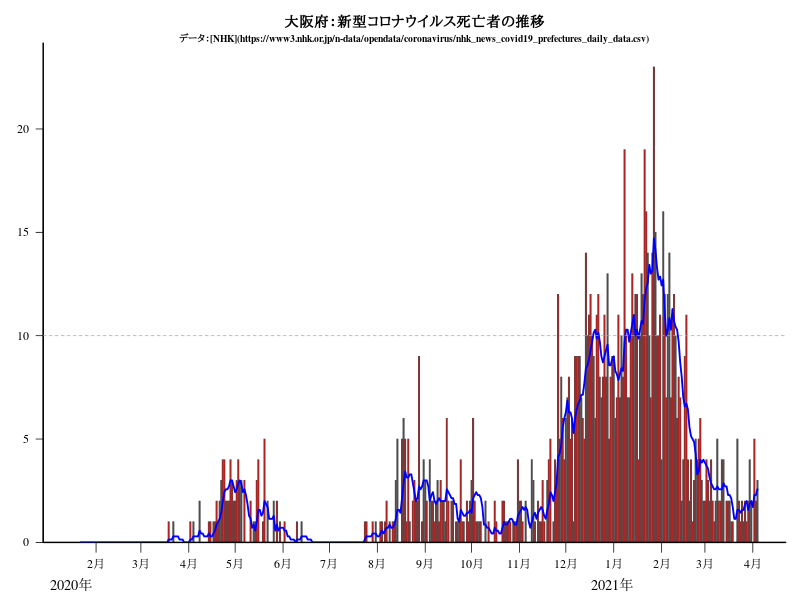 大阪府：新型コロナウイルス死亡者の推移
データ：[NHK](https://www3.nhk.or.jp/n-data/opendata/coronavirus/nhk_news_covid19_prefectures_daily_data.csv)
20
15
10
5
0
2月 3月 4月 5月 6月 7月 8月 9月 10月 11月 12月 1月 2月 3月 4月
2020年 2021年